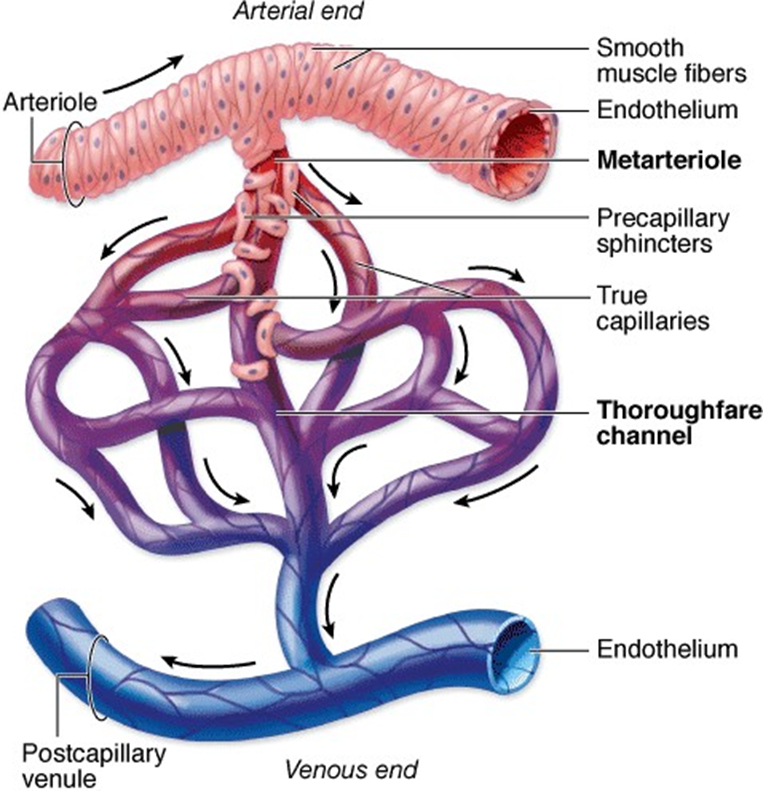 Arterial end
Smooth
muscle fibers
Arteriole
Endothelium
Metarteriole
Precapillary
sphincters
True
capillaries
Thoroughfare
channel
Endothelium
Postcapillary
venule
Venous end